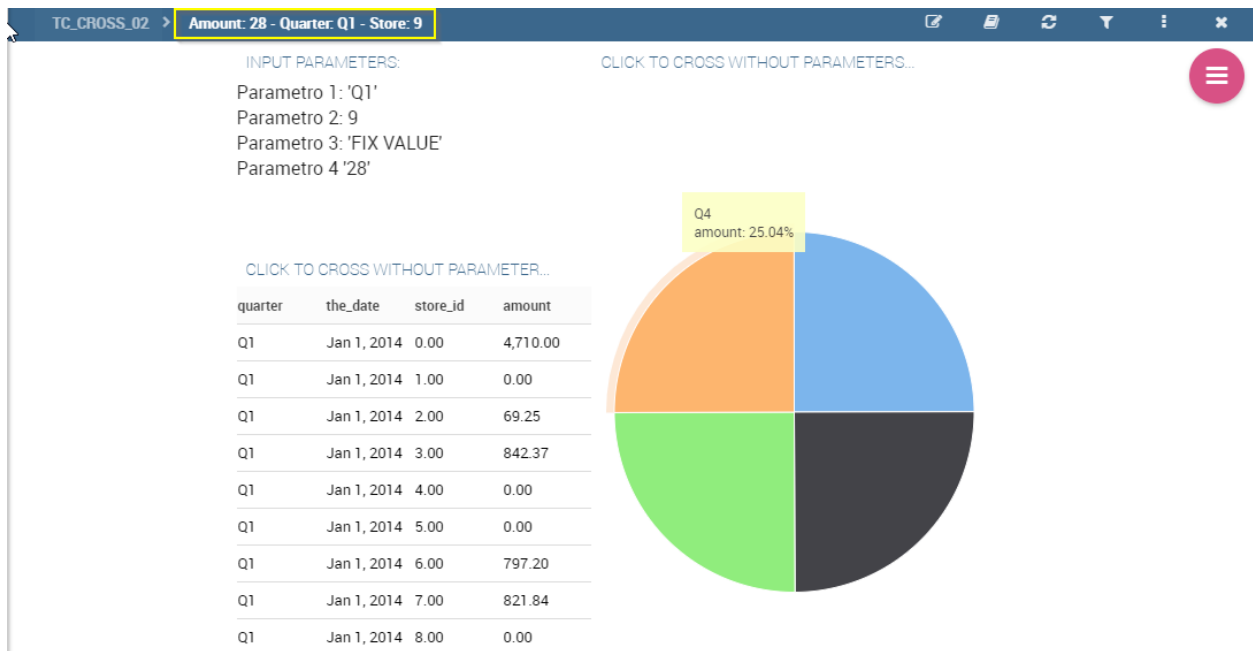 TC_CROSS_02 > Amount: 28 - Quarter: Q1 - Store: 9
INPUT PARAMETERS:
Parametro 1: 'Q1'
Parametro 2: 9
Parametro 3: 'FIX VALUE'
Parametro 4 '28'
CLICK TO CROSS WITHOUT PARAMETERS...
Q4
amount: 25.04%
CLICK TO CROSS WITHOUT PARAMETER...
quarter the_date store_id amount
Q1 Jan 1, 2014 0.00 4,710.00
Q1 Jan 1, 2014 1.00 0.00
Q1 Jan 1, 2014 2.00 69.25
Q1 Jan 1, 2014 3.00 842.37
Q1 Jan 1, 2014 4.00 0.00
Q1 Jan 1, 2014 5.00 0.00
Q1 Jan 1, 2014 6.00 797.20
Q1 Jan 1, 2014 7.00 821.84
Q1 Jan 1, 2014 8.00 0.00